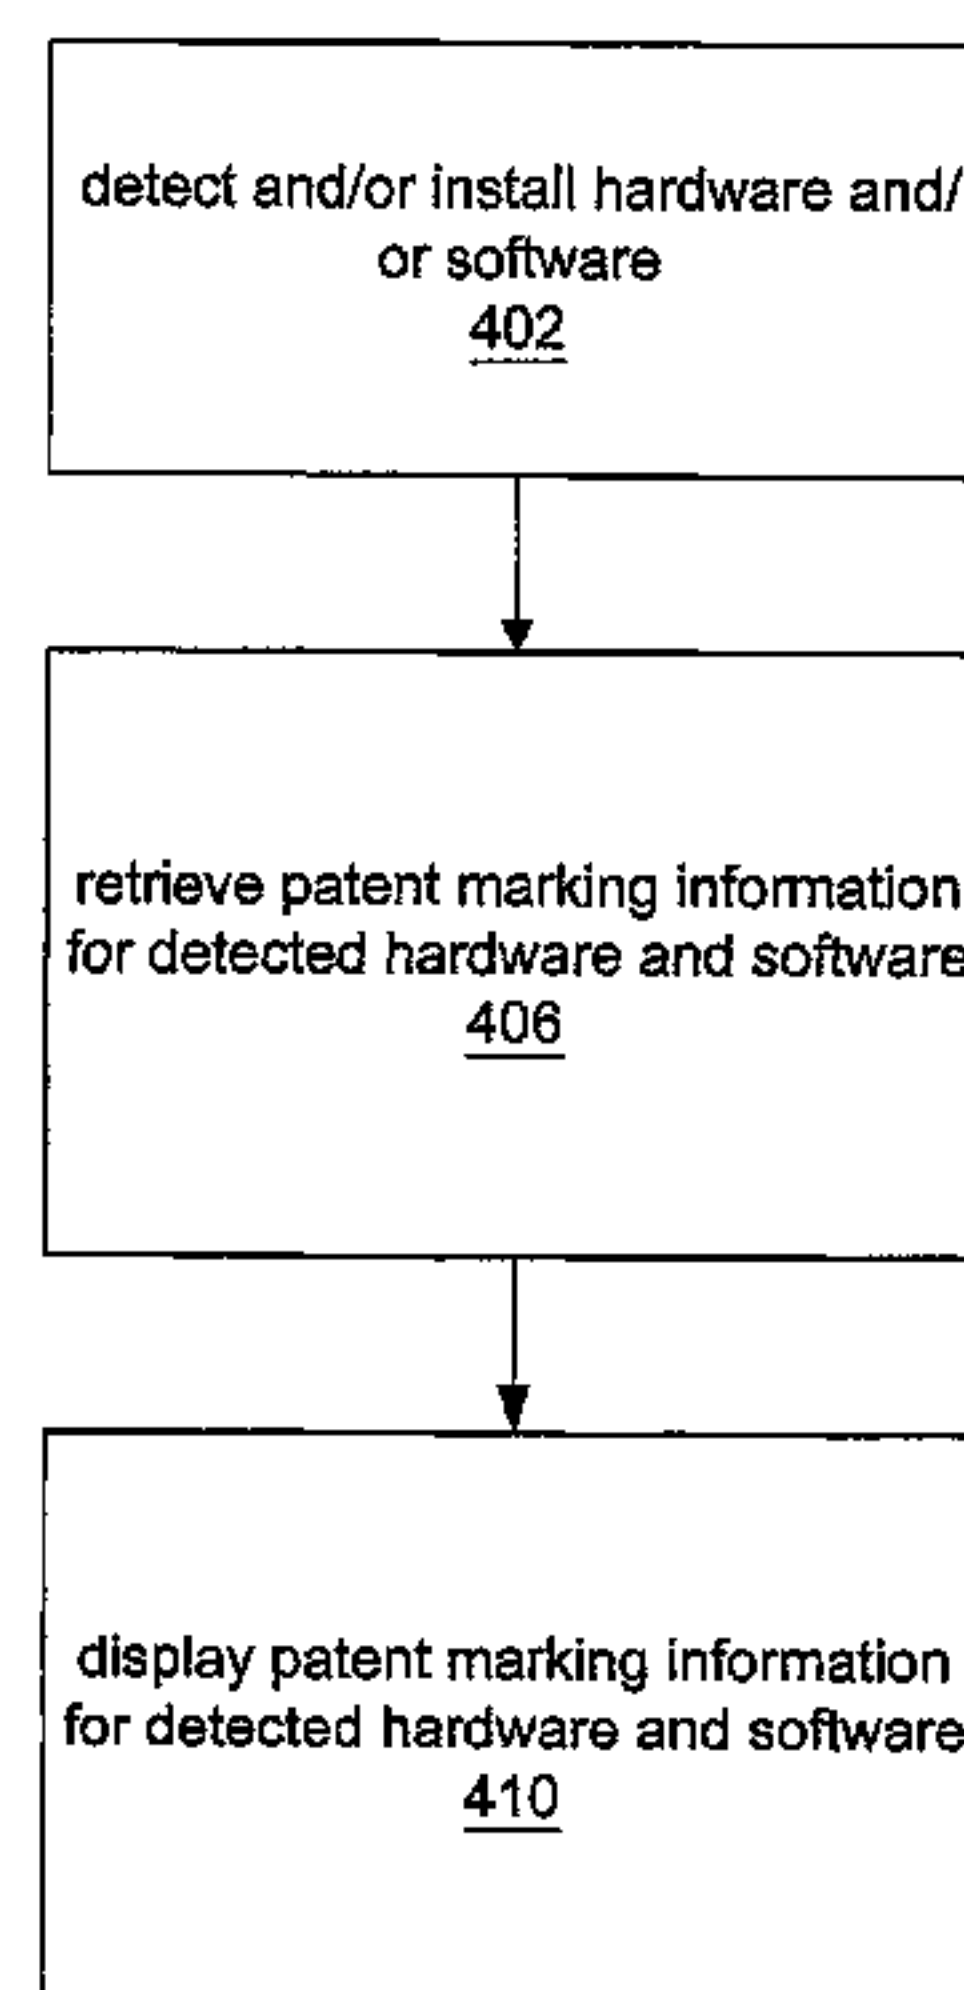 detect and/or install hardware and/
or software
402
retrieve patent marking information
for detected hardware and software
406
display patent marking information
for detected hardware and software
410